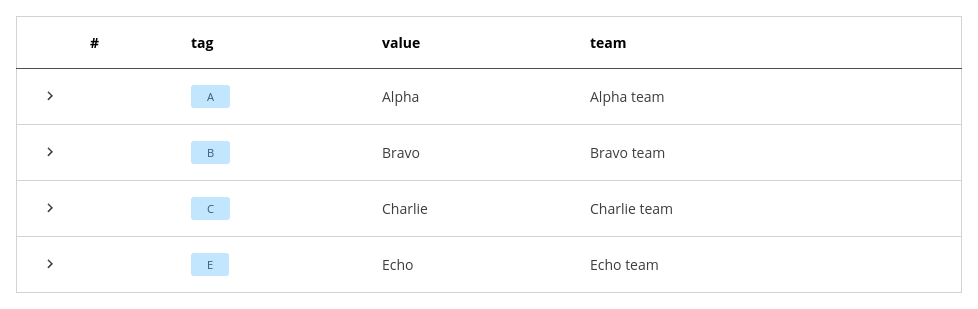 # tag value team
A Alpha Alpha team
B Bravo Bravo team
C Charlie Charlie team
E Echo Echo team